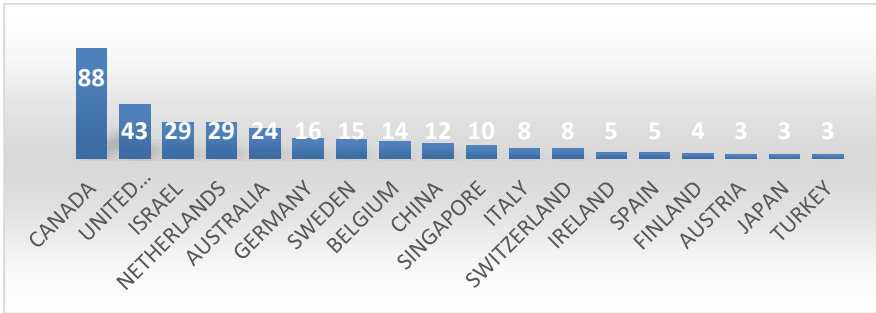 88
43
29
29
24
16
15
14
12
10
8
8
5
5
4
3
3
3
CANADA
UNITED...
ISRAEL
NETHERLANDS
AUSTRALIA
GERMANY
SWEDEN
BELGIUM
CHINA
SINGAPORE
ITALY
SWITZERLAND
IRELAND
SPAIN
FINLAND
AUSTRIA
JAPAN
TURKEY